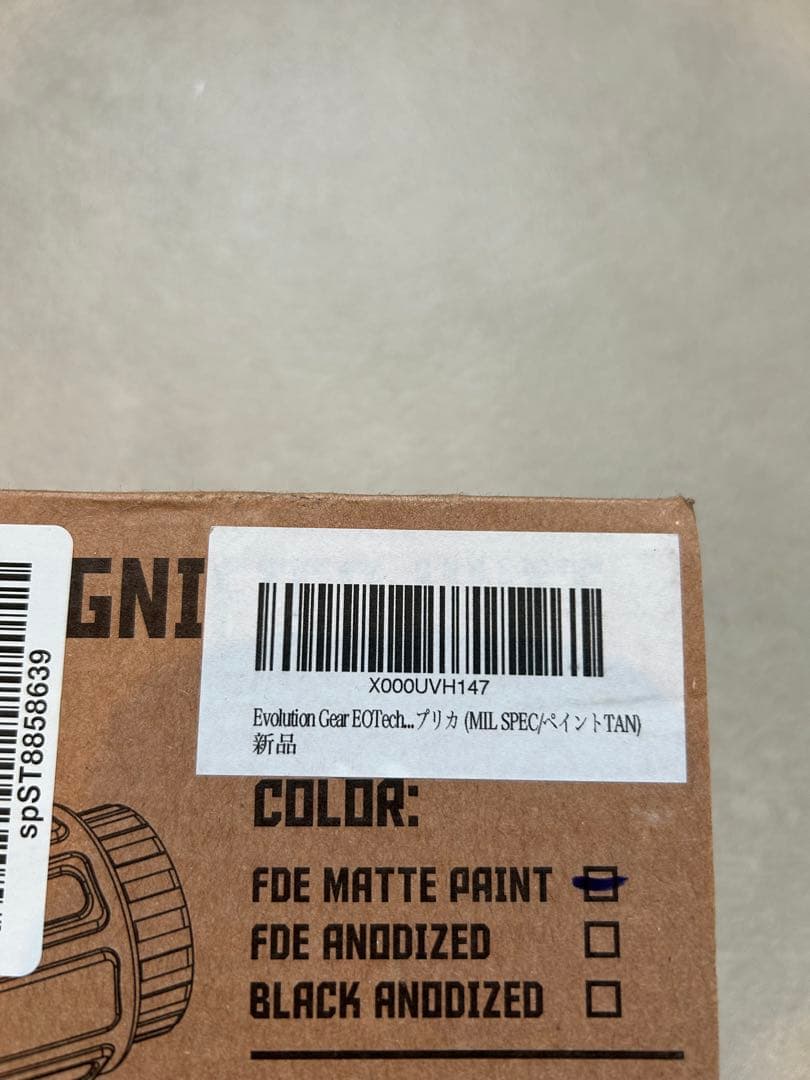 GNI
X000UVH147
Evolution Gear EOTech...プリカ (MIL SPEC/ペイントTAN)
新品
spST8858639
COLOR:
FDE MATTE PAINT
FDE ANODIZED
BLACK ANODIZED